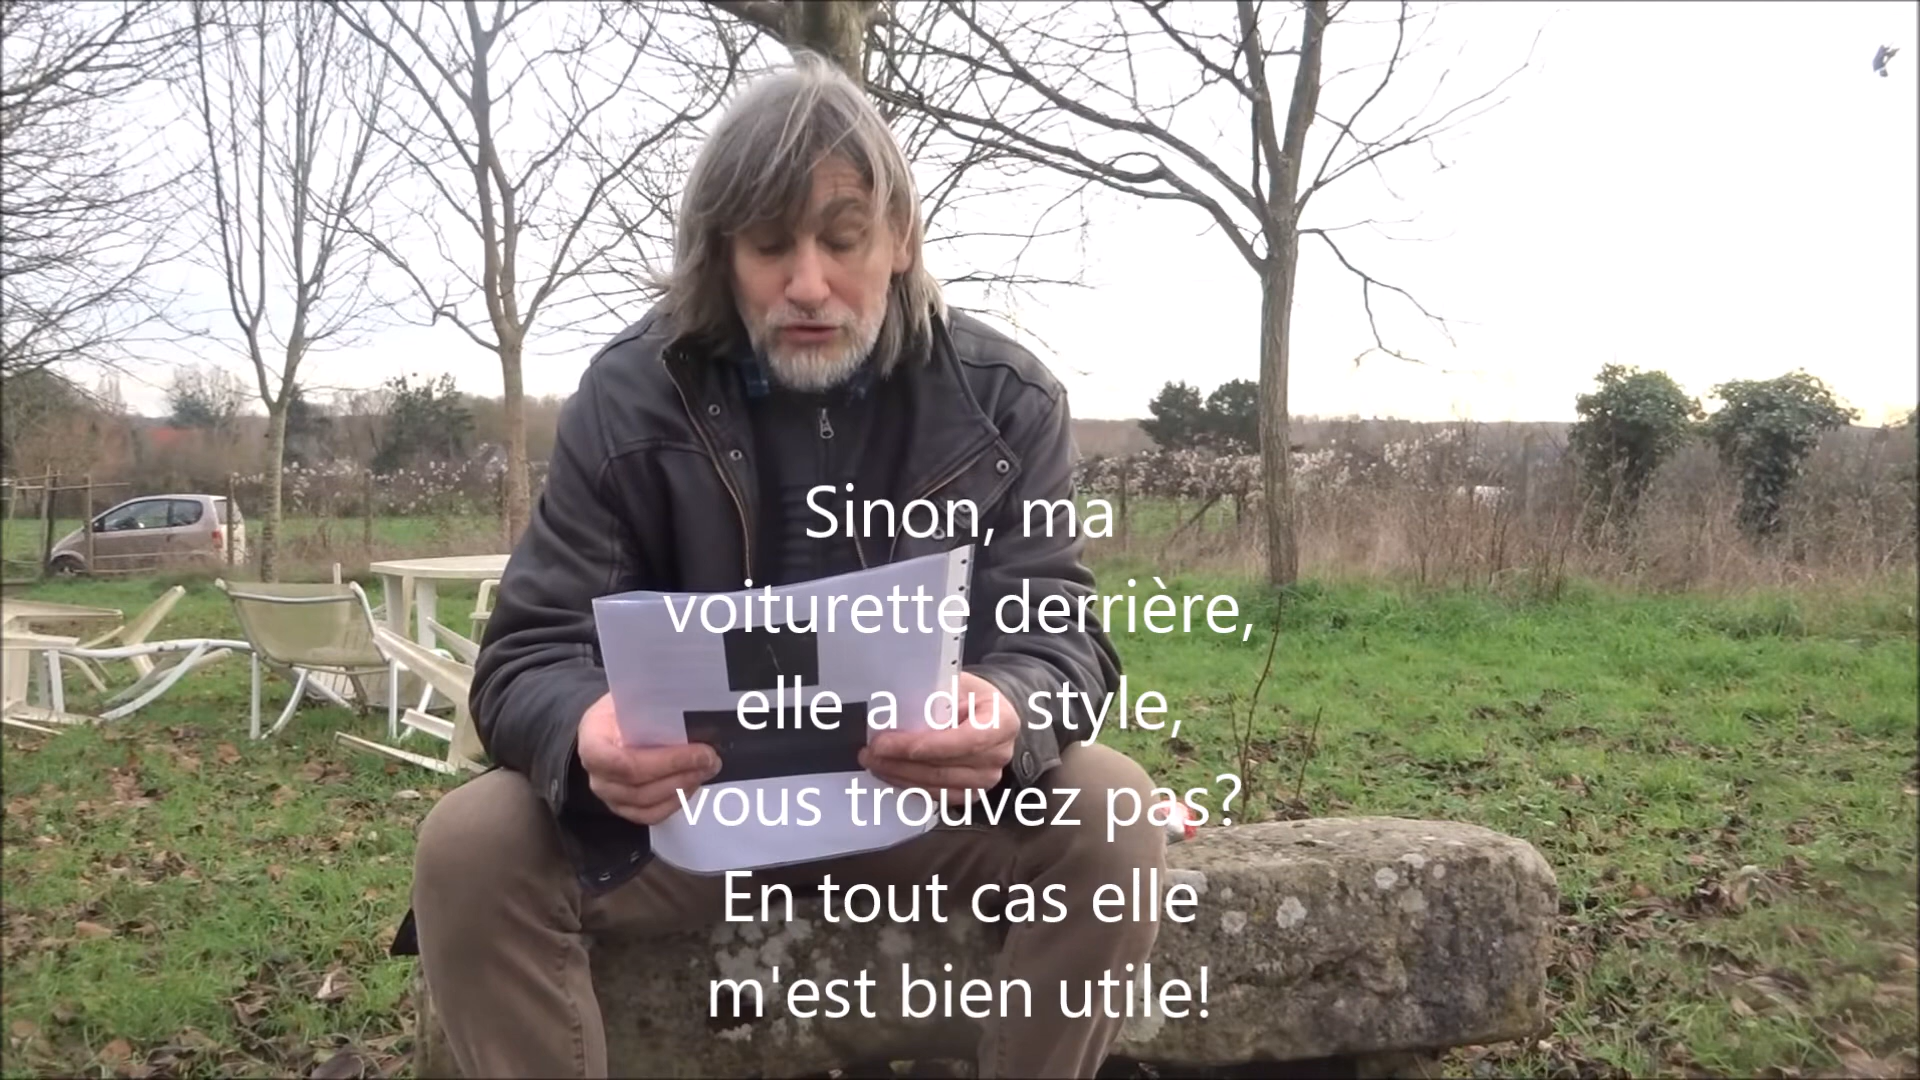 Sinon, ma
voiturette derrière,
elle a du style,
vous trouvez pas?
En tout cas elle
m'est bien utile!